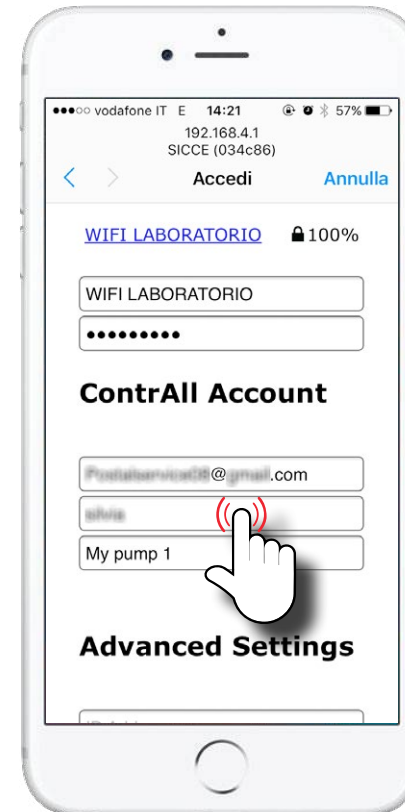 vodafone IT E 14:21 57%
192.168.4.1
SICCE (034c86)
Accedi Annulla
WIFI LABORATORIO 100%
WIFI LABORATORIO
•••••••••
ContrAll Account
@ .com
My pump 1
Advanced Settings